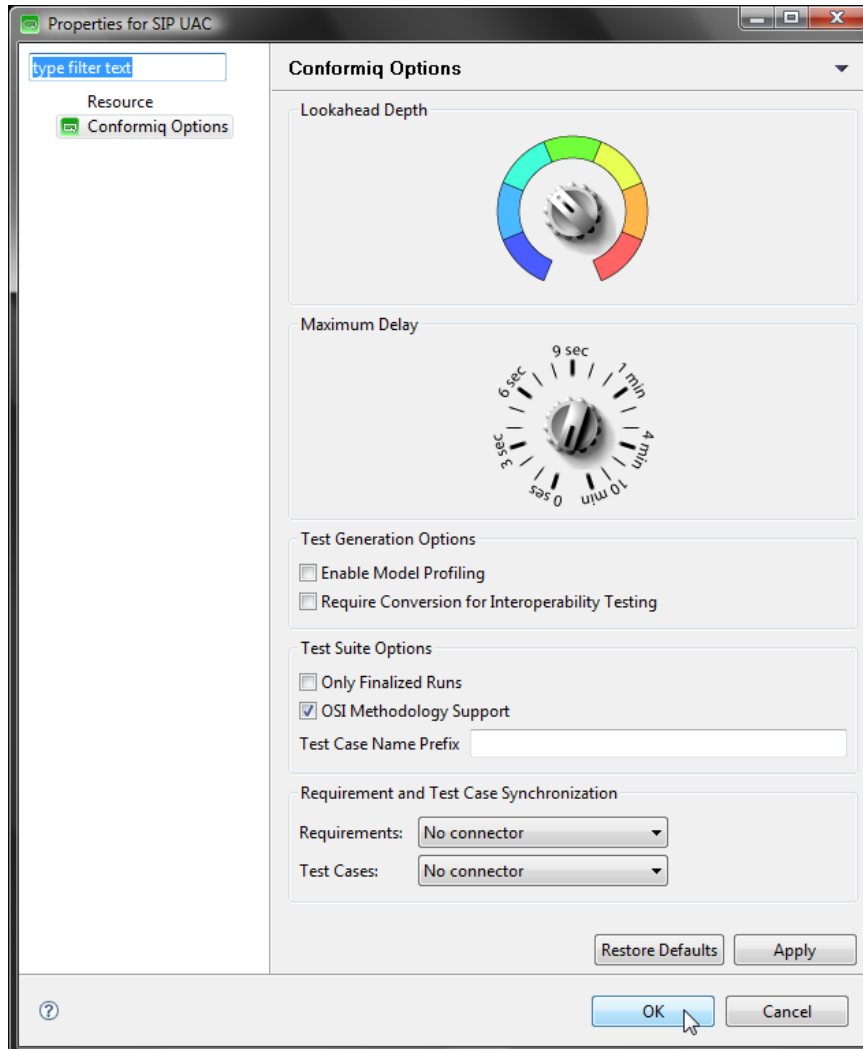 Properties for SIP UAC
type filter text
Resource
Conformiq Options
Conformiq Options
Lookahead Depth
Maximum Delay
0 ses
3 sec
6 sec
9 sec
1 min
4 min
10 min
Test Generation Options
Enable Model Profiling
Require Conversion for Interoperability Testing
Test Suite Options
Only Finalized Runs
OSI Methodology Support
Test Case Name Prefix
Requirement and Test Case Synchronization
Requirements: No connector
Test Cases: No connector
Restore Defaults Apply
OK Cancel